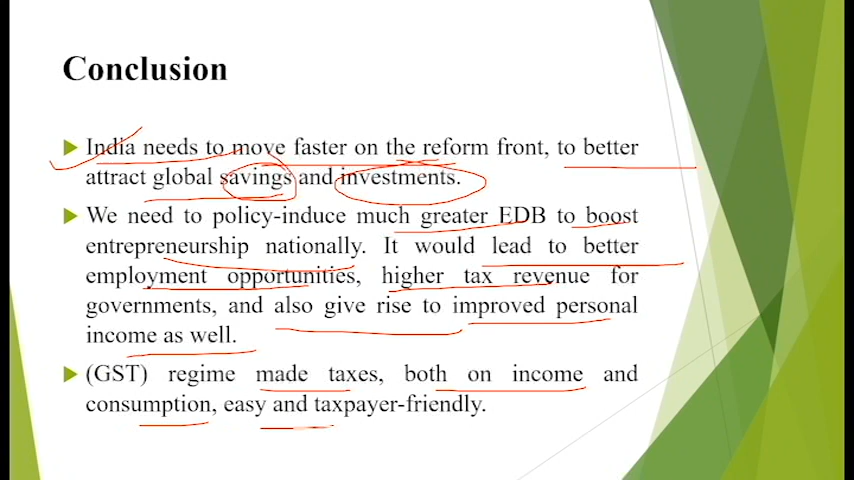 Conclusion
India needs to move faster on the reform front, to better
attract global savings and investments.
We need to policy-induce much greater EDB to boost
entrepreneurship nationally. It would lead to better
employment opportunities, higher tax revenue for
governments, and also give rise to improved personal
income as well.
(GST) regime made taxes, both on income and
consumption, easy and taxpayer-friendly.